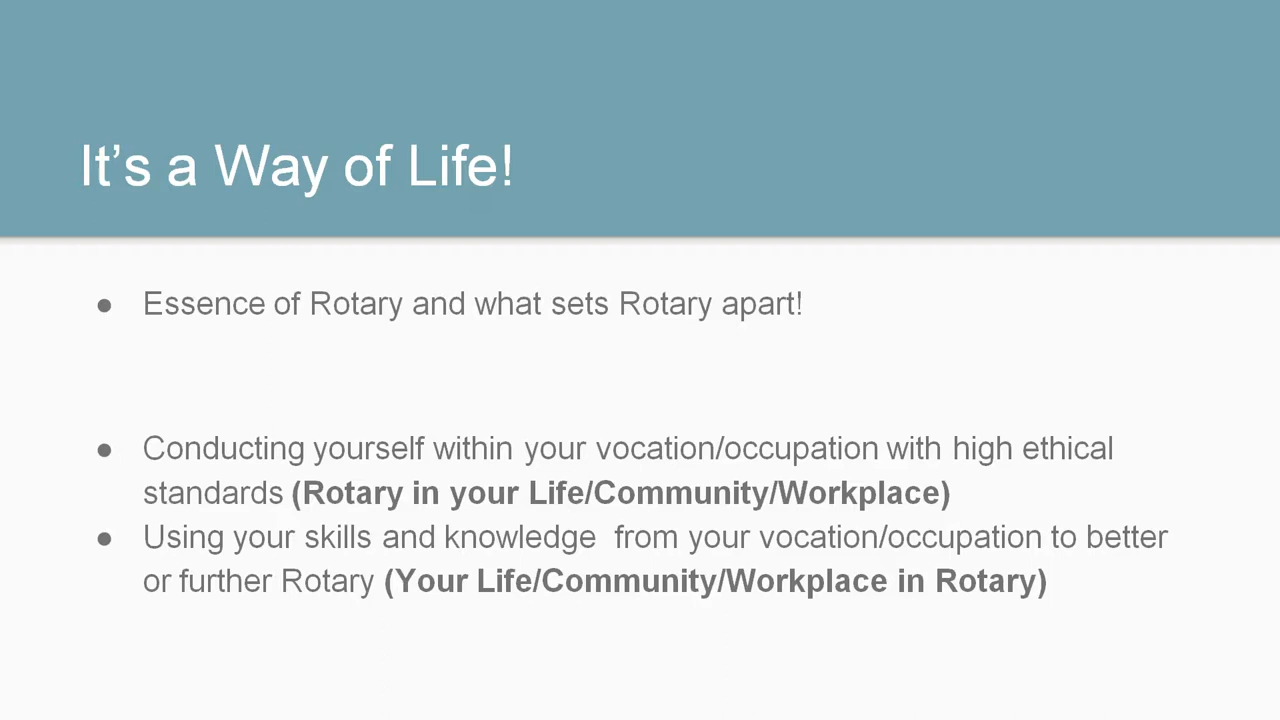 It’s a Way of Life!
● Essence of Rotary and what sets Rotary apart!
● Conducting yourself within your vocation/occupation with high ethical
standards (Rotary in your Life/Community/Workplace)
● Using your skills and knowledge  from your vocation/occupation to better
or further Rotary (Your Life/Community/Workplace in Rotary)